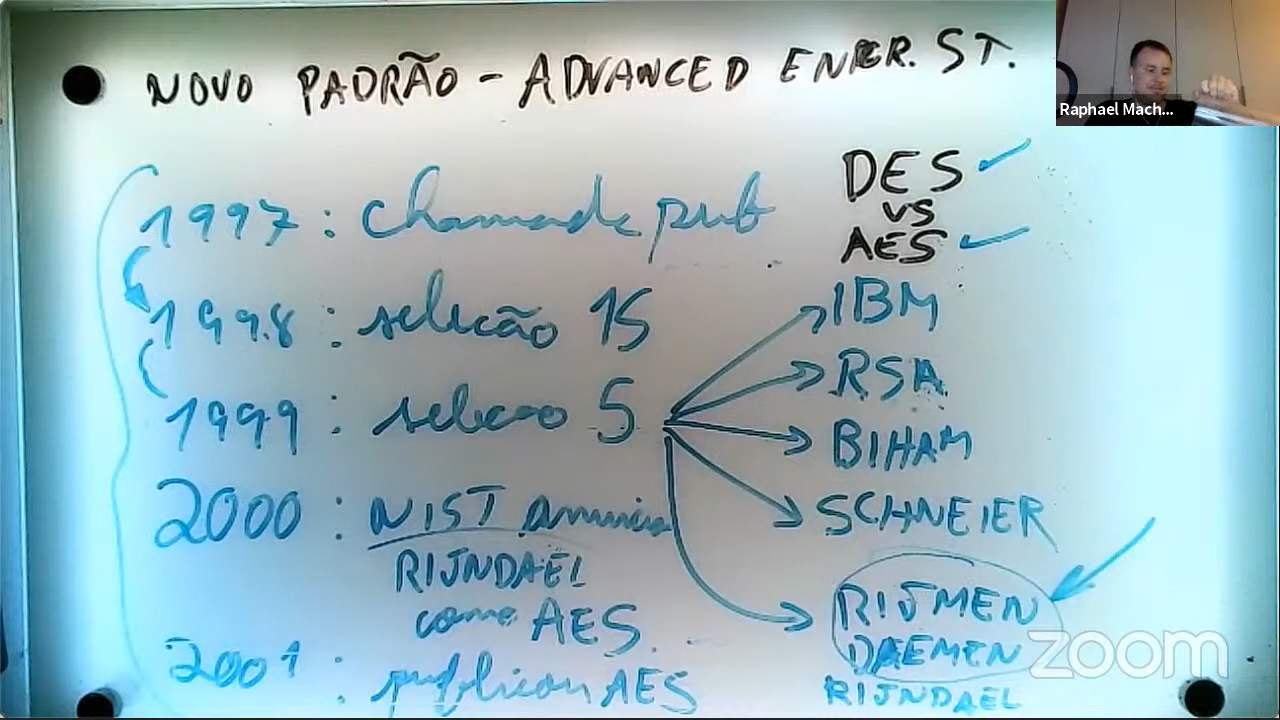 NOVO PADRÃO - ADVANCED ENCR. ST.
Raphael Mach...
DES
vs
AES
1997: chamada pub
1998: seleção 15
1999: seleção 5
IBM
RSA
BIHAM
SCHNEIER
RIJMEN
DAEMEN
RIJNDAEL
2000: NIST anuncia
RIJNDAEL
como AES
2001: publicou AES
zoom